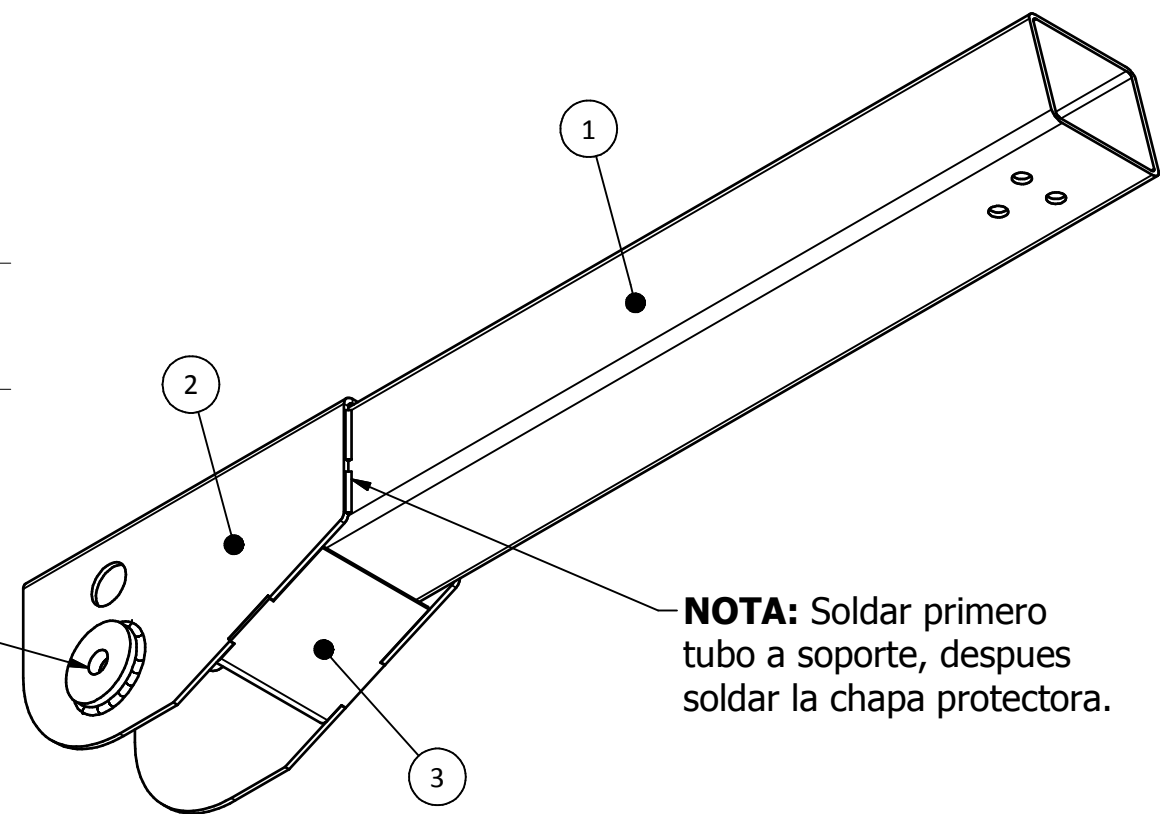 1
2
NOTA: Soldar primero
tubo a soporte, despues
soldar la chapa protectora.
3